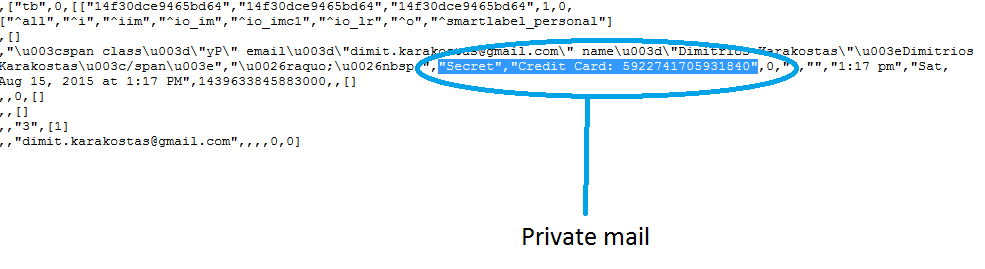 ,["tb",0,[["14f30dce9465bd64","14f30dce9465bd64","14f30dce9465bd64",1,0,
["^all","^i","^iim","^io_im","^io_imc1","^io_lr","^o","^smartlabel_personal"]
,[]
,"\u003cspan class\u003d\"yP\" email\u003d\"dimit.karakostas@gmail.com\" name\u003d\"Dimitrios Karakostas\"\u003eDimitrios
Karakostas\u003c/span\u003e","\u0026raquo;\u0026nbsp;","Secret","Credit Card: 5922741705931840",0,"","","1:17 pm","Sat,
Aug 15, 2015 at 1:17 PM",1439633845883000,,[]
,,0,[]
,,[]
,,"3",[1]
,,"dimit.karakostas@gmail.com",,,,0,0]
Private mail